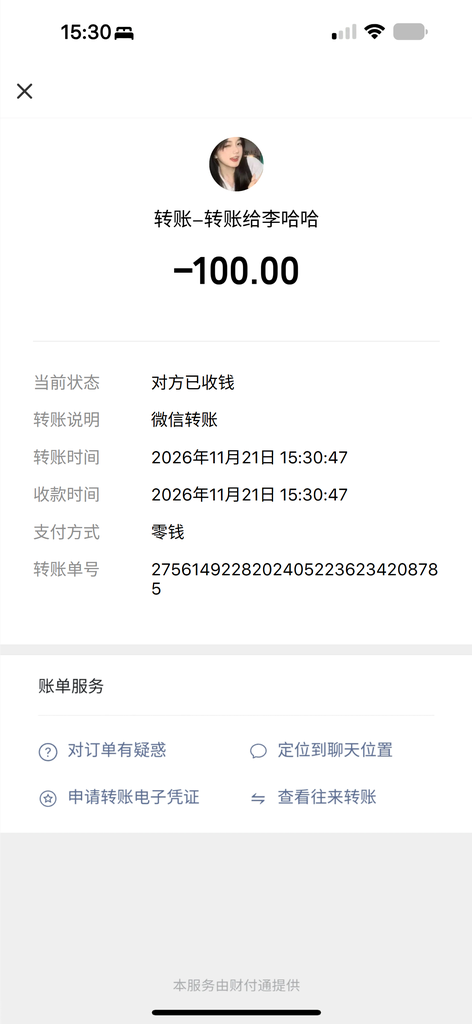 15:30
转账-转账给李哈哈
-100.00
当前状态 对方已收钱
转账说明 微信转账
转账时间 2026年11月21日 15:30:47
收款时间 2026年11月21日 15:30:47
支付方式 零钱
转账单号 275614922820240522362342087 8
5
账单服务
对订单有疑惑 定位到聊天位置
申请转账电子凭证 查看往来转账
本服务由财付通提供